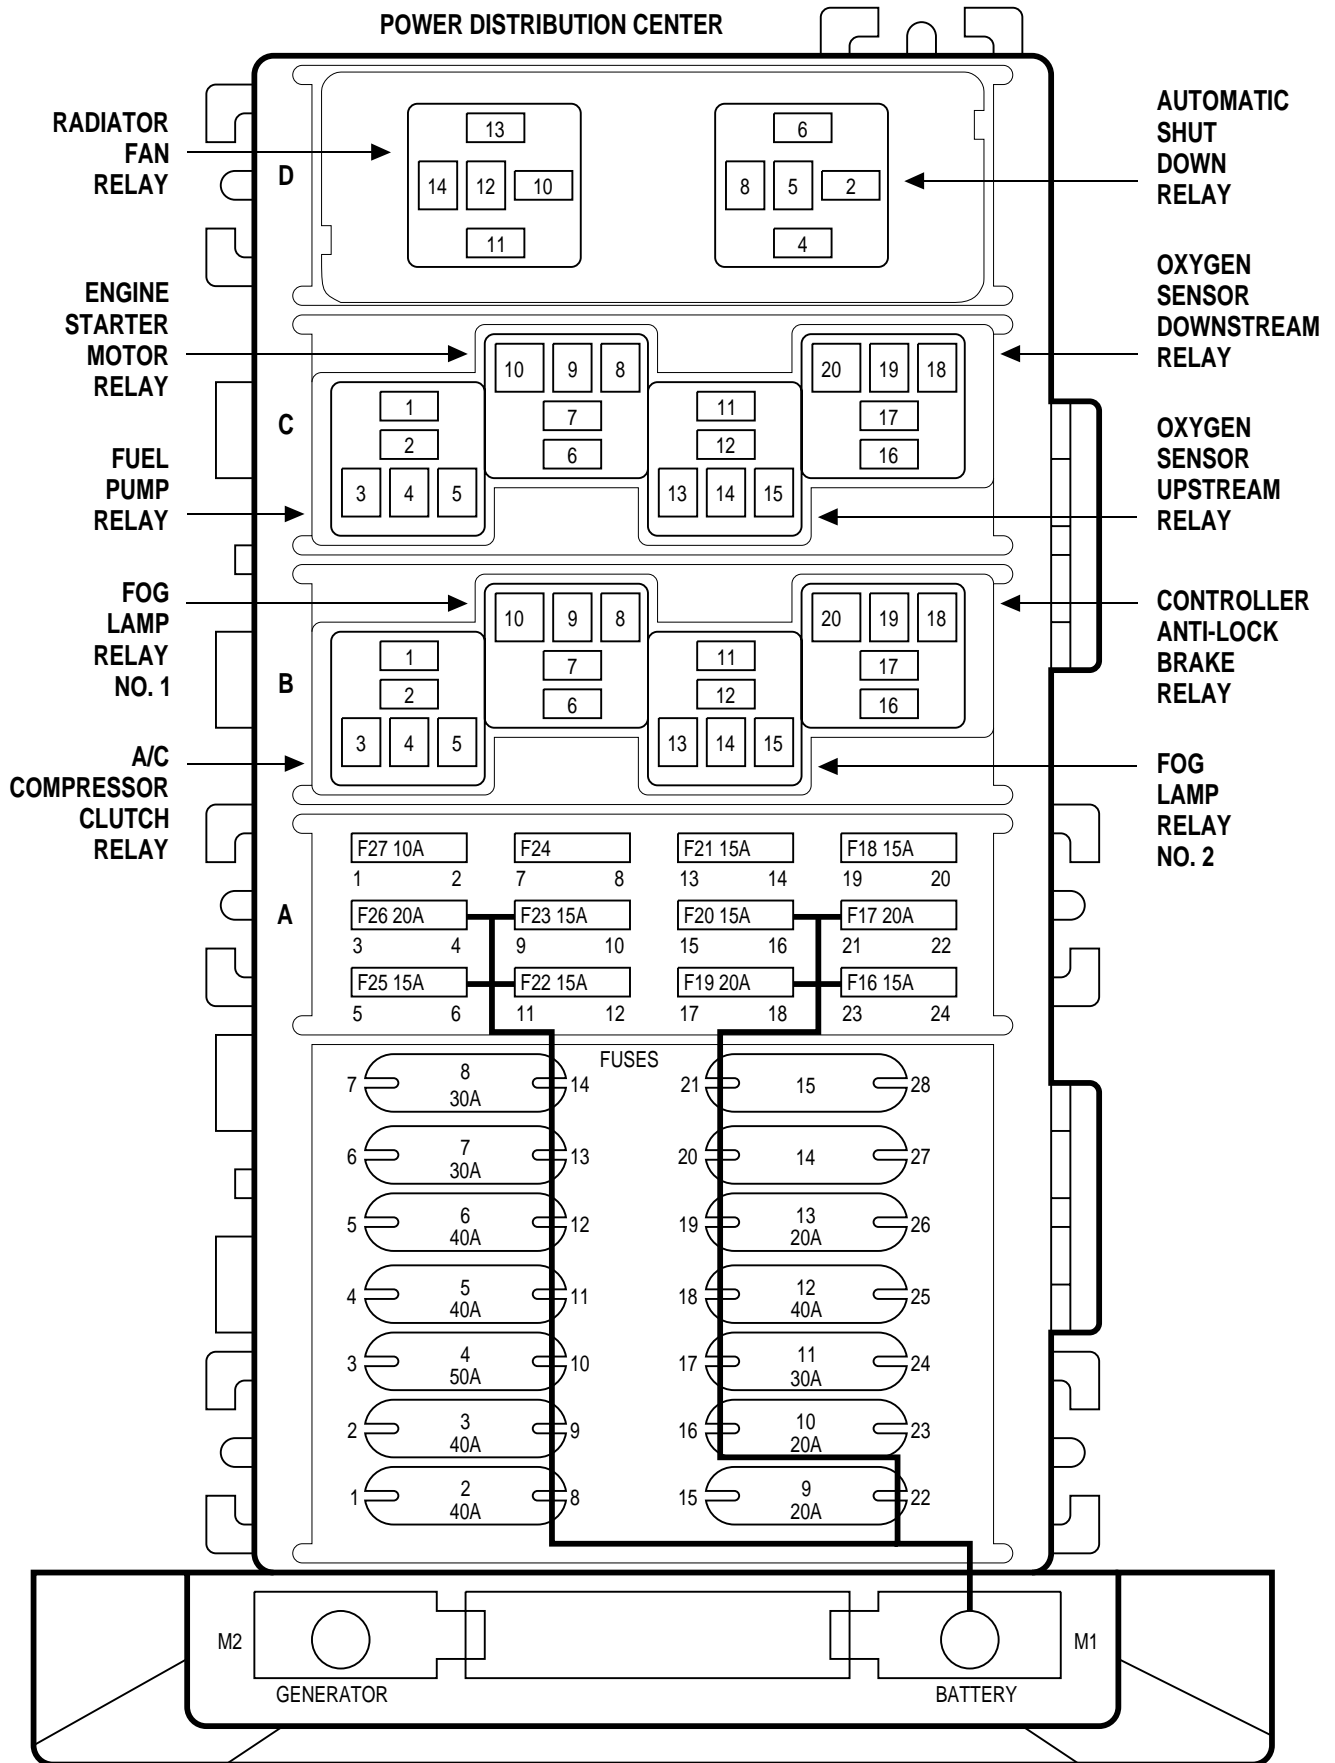 POWER DISTRIBUTION CENTER
RADIATOR
FAN
RELAY
AUTOMATIC
SHUT
DOWN
RELAY
D
13
14 12 10
11
6
8 5 2
4
ENGINE
STARTER
MOTOR
RELAY
OXYGEN
SENSOR
DOWNSTREAM
RELAY
FUEL
PUMP
RELAY
OXYGEN
SENSOR
UPSTREAM
RELAY
C
1
2
3 4 5
10 9 8
7
6
11
12
13 14 15
20 19 18
17
16
FOG
LAMP
RELAY
NO. 1
CONTROLLER
ANTI-LOCK
BRAKE
RELAY
A/C
COMPRESSOR
CLUTCH
RELAY
FOG
LAMP
RELAY
NO. 2
B
1
2
3 4 5
10 9 8
7
6
11
12
13 14 15
20 19 18
17
16
A
F27 10A F24 F21 15A F18 15A
1 2 7 8 13 14 19 20
F26 20A F23 15A F20 15A F17 20A
3 4 9 10 15 16 21 22
F25 15A F22 15A F19 20A F16 15A
5 6 11 12 17 18 23 24
FUSES
7 8 14 21 15 28
30A
6 7 13 20 14 27
30A
5 6 12 19 13 26
40A 20A
4 5 11 18 12 25
40A 40A
3 4 10 17 11 24
50A 30A
2 3 9 16 10 23
40A 20A
1 2 8 15 9 22
40A 20A
M2 M1
GENERATOR BATTERY